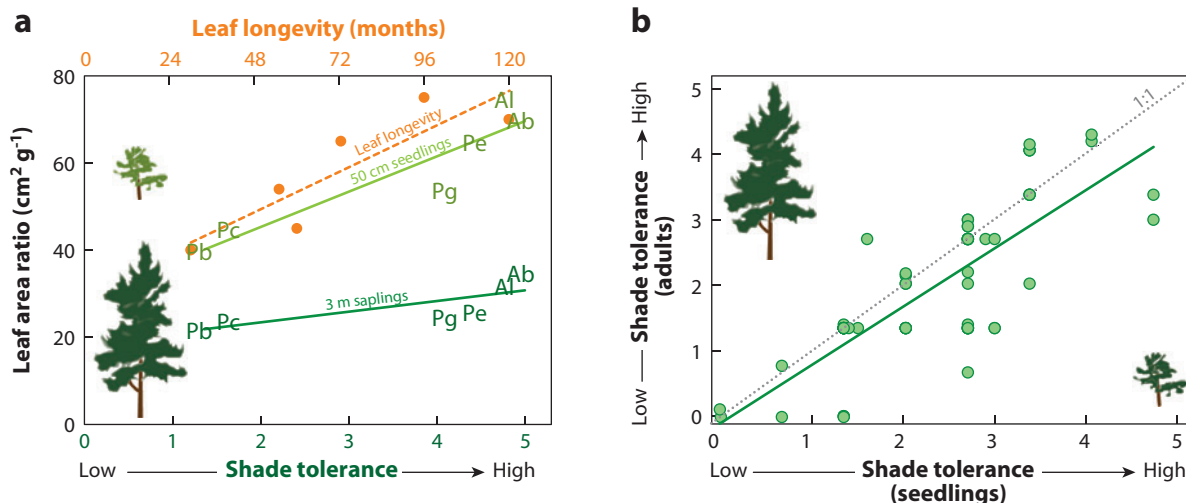 a
Leaf longevity (months)
0 24 48 72 96 120
80
60
40
20
0
Leaf area ratio (cm² g⁻¹)
Leaf longevity
50 cm seedlings
3 m saplings
Al
Ab
Pe
Pg
Pc
Pb
Ab
Al
Pe
Pg
Pc
Pb
0 1 2 3 4 5
Low Shade tolerance High
b
5
4
3
2
1
0
Low Shade tolerance High
(adults)
1:1
0 1 2 3 4 5
Low Shade tolerance High
(seedlings)